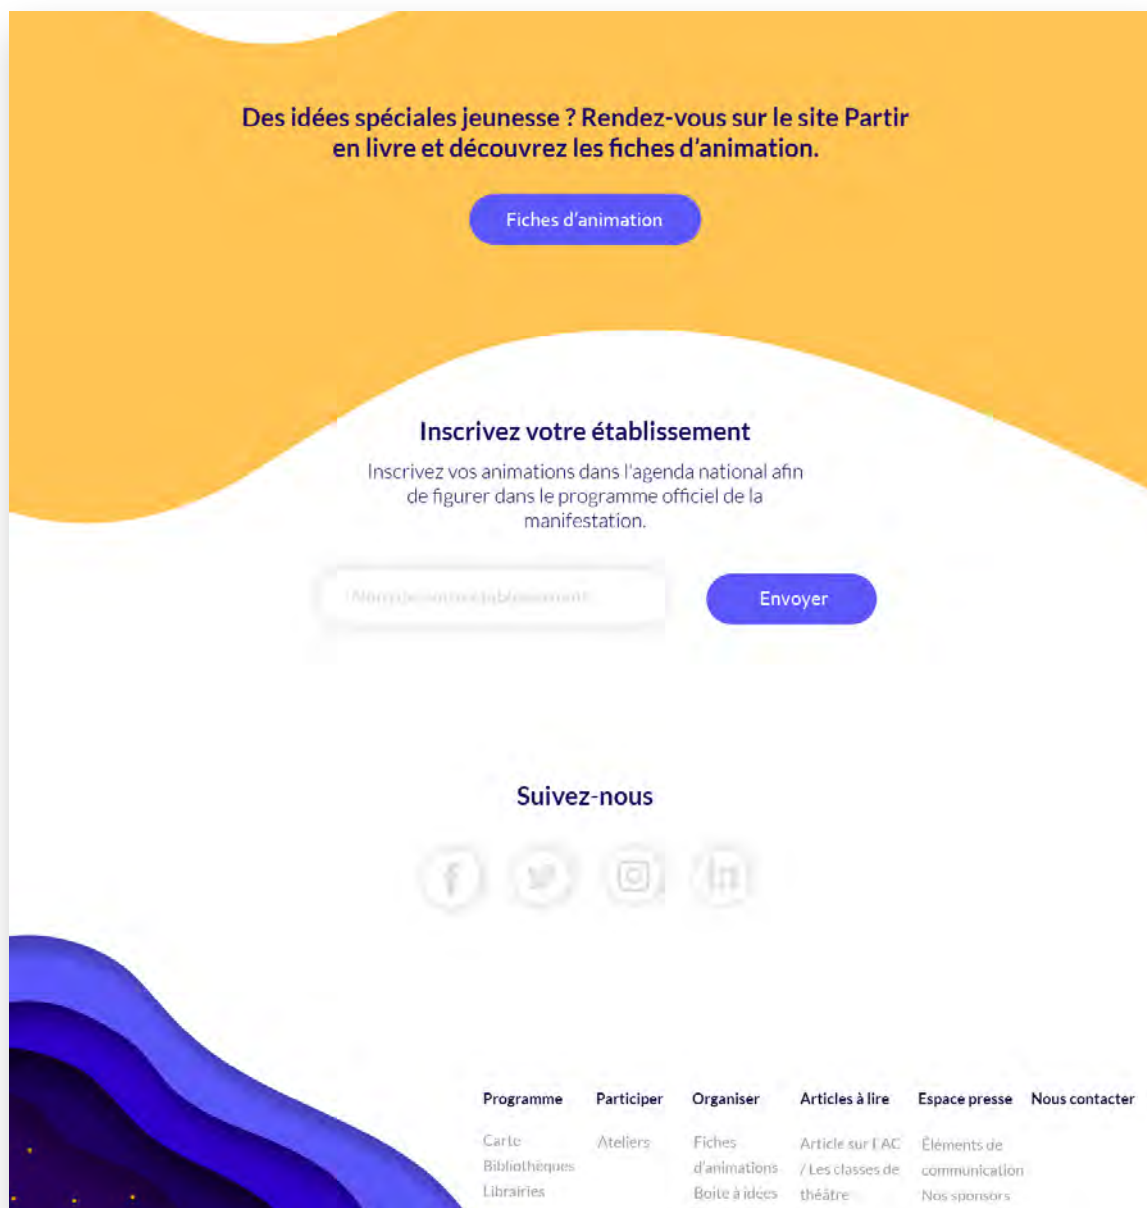 Des idées spéciales jeunesse ? Rendez-vous sur le site Partir
en livre et découvrez les fiches d'animation.
Fiches d'animation
Inscrivez votre établissement
Inscrivez vos animations dans l'agenda national afin
de figurer dans le programme officiel de la
manifestation.
Envoyer
Suivez-nous
Programme
Carte
Bibliothèques
Librairies
Participer
Ateliers
Organiser
Fiches
d'animations
Boite à idées
Articles à lire
Article sur l'AC
/ Les classes de
théâtre
Espace presse
Éléments de
communication
Nos sponsors
Nous contacter